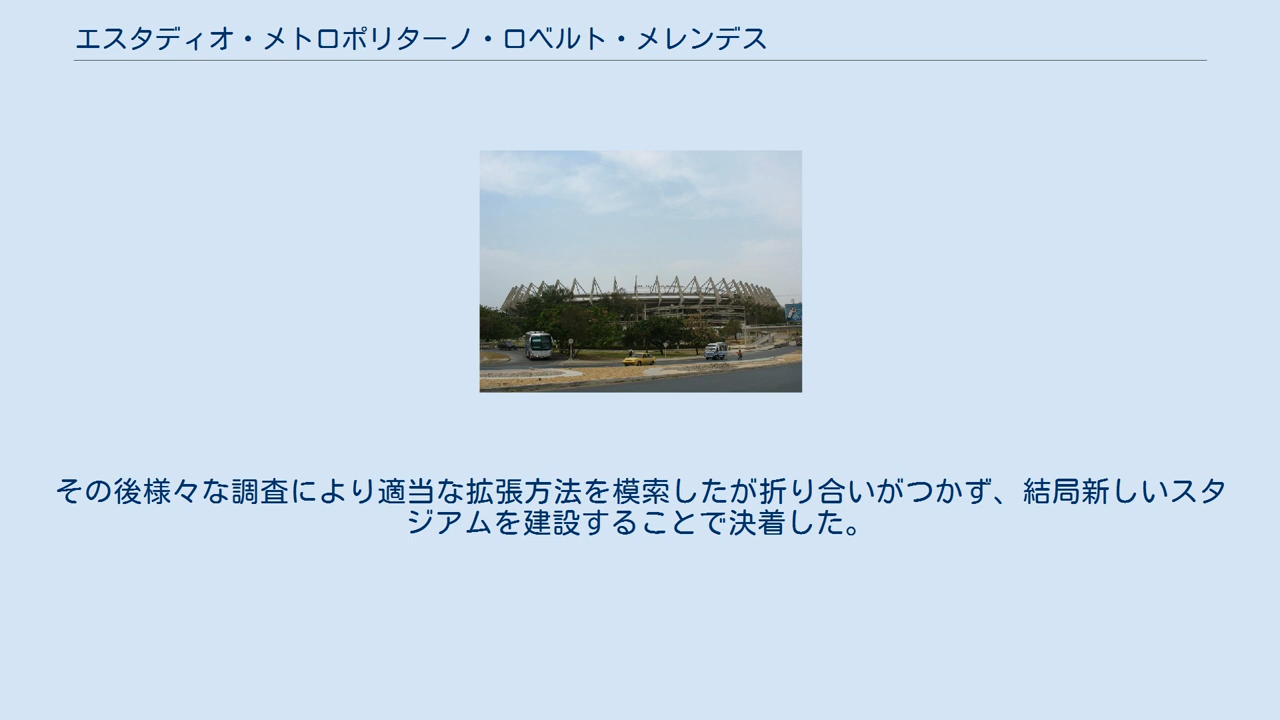 エスタディオ・メトロポリターノ・ロベルト・メレンデス
その後様々な調査により適当な拡張方法を模索したが折り合いがつかず、結局新しいスタ
ジアムを建設することで決着した。